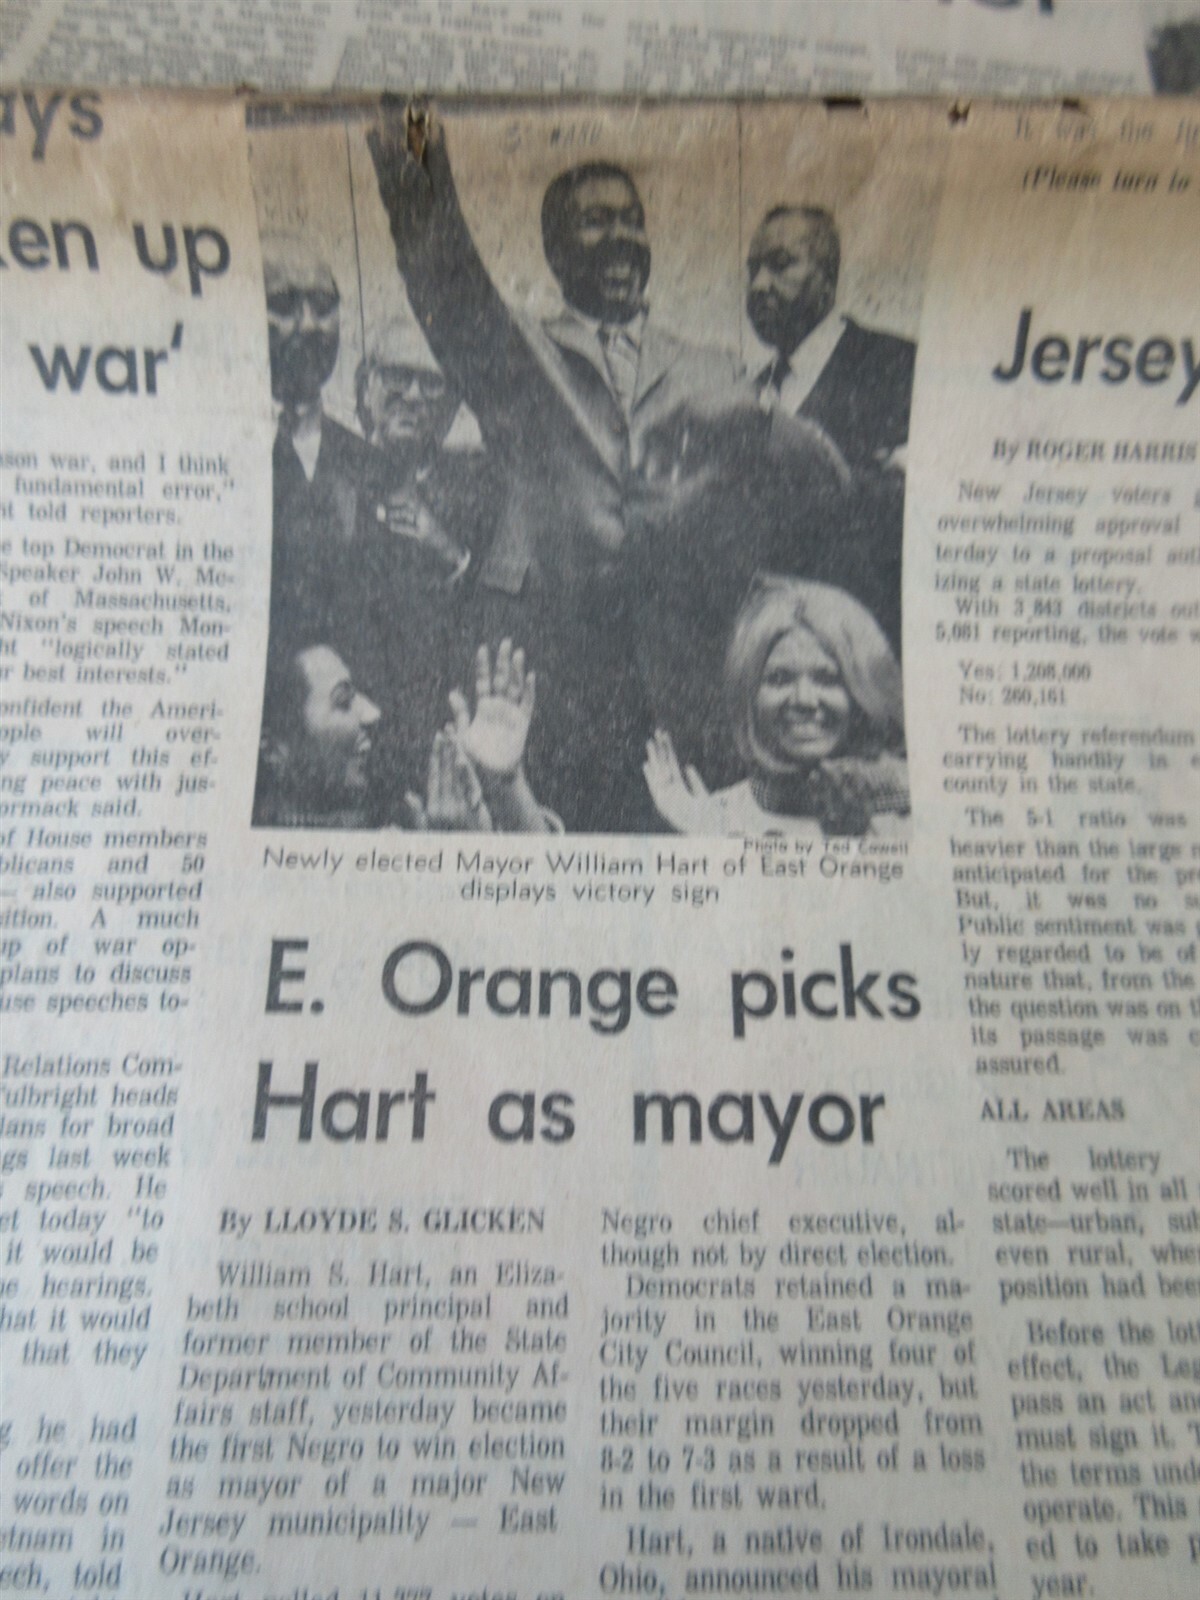 ays
en up
war'
son war, and I think
fundamental error,"
t told reporters.
e top Democrat in the
Speaker John W. Mc-
of Massachusetts,
Nixon's speech Mon-
ht "logically stated
r best interests."
onfident the Ameri-
ople will over-
y support this ef-
ng peace with jus-
ormack said.
of House members
blicans and 50
— also supported
sition. A much
up of war op-
plans to discuss
use speeches to-
Relations Com-
Fulbright heads
lans for broad
gs last week
speech. He
et today "to
it would be
e hearings.
hat it would
that they
g he had
offer the
words on
etnam in
ech, told
Photo by Ted Cowell
Newly elected Mayor William Hart of East Orange
displays victory sign
E. Orange picks
Hart as mayor
By LLOYDE S. GLICKEN
William S. Hart, an Eliza-
beth school principal and
former member of the State
Department of Community Af-
fairs staff, yesterday became
the first Negro to win election
as mayor of a major New
Jersey municipality — East
Orange.
Negro chief executive, al-
though not by direct election.
Democrats retained a ma-
jority in the East Orange
City Council, winning four of
the five races yesterday, but
their margin dropped from
8-2 to 7-3 as a result of a loss
in the first ward.
Hart, a native of Irondale,
Ohio, announced his mayoral
It was the
(Please turn to
Jersey
By ROGER HARRIS
New Jersey voters
overwhelming approval
terday to a proposal aut
izing a state lottery.
With 3,843 districts out
5,081 reporting, the vote
Yes: 1,208,000
No: 260,161
The lottery referendum
carrying handily in
county in the state.
The 5-1 ratio was
heavier than the large
anticipated for the pr
But, it was no
Public sentiment was
ly regarded to be of
nature that, from the
the question was on
its passage was
assured.
ALL AREAS
The lottery
scored well in all
state—urban, sub
even rural, whe
position had bee
Before the lot
effect, the Leg
pass an act and
must sign it. T
the terms und
operate. This
ed to take p
year.